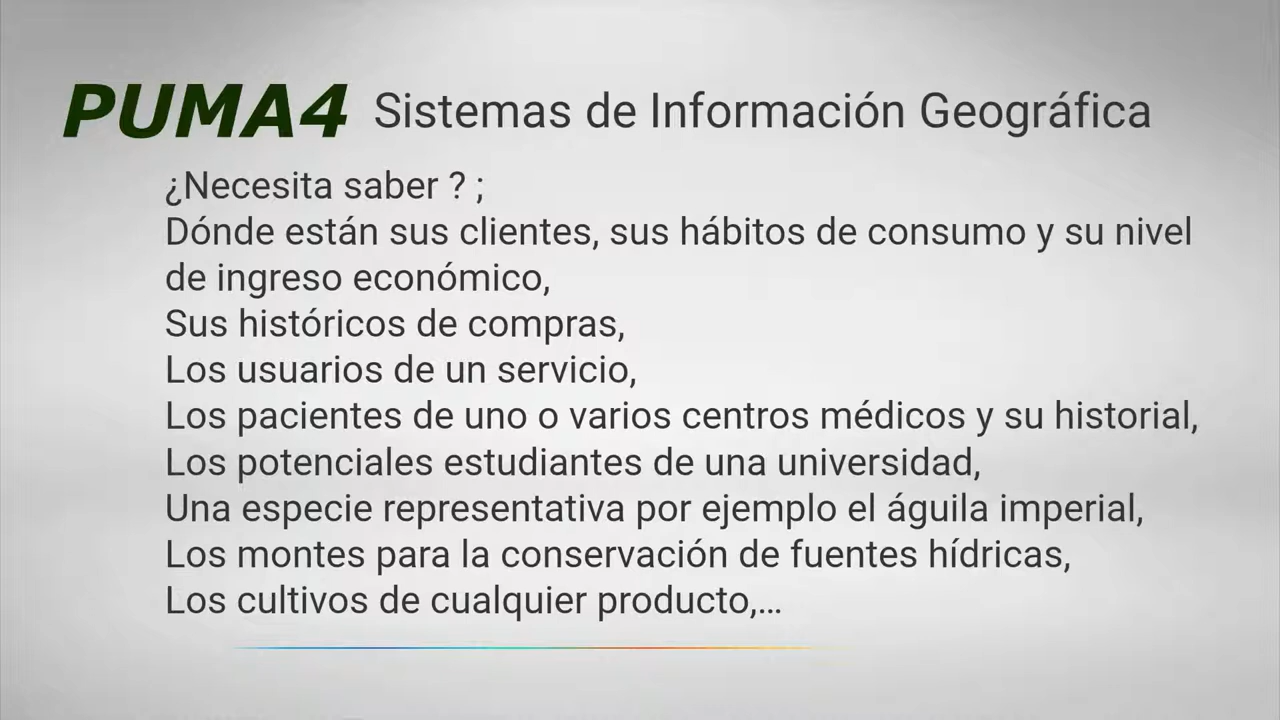 PUMA4 Sistemas de Información Geográfica
¿Necesita saber ? ;
Dónde están sus clientes, sus hábitos de consumo y su nivel
de ingreso económico,
Sus históricos de compras,
Los usuarios de un servicio,
Los pacientes de uno o varios centros médicos y su historial,
Los potenciales estudiantes de una universidad,
Una especie representativa por ejemplo el águila imperial,
Los montes para la conservación de fuentes hídricas,
Los cultivos de cualquier producto,...